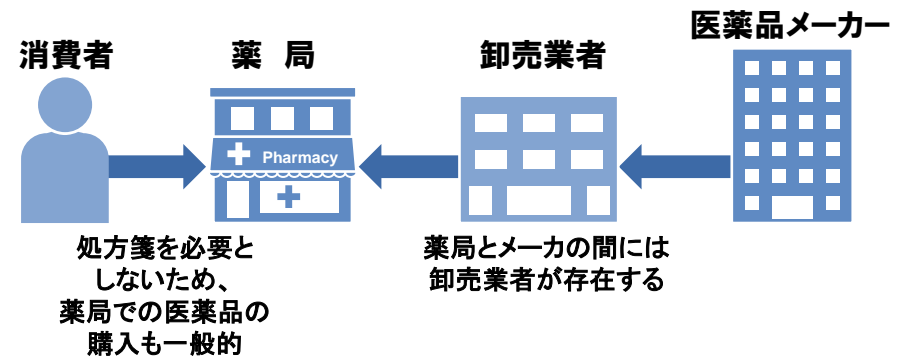 消費者
薬 局
卸売業者
医薬品メーカー
Pharmacy
処方箋を必要と
しないため、
薬局での医薬品の
購入も一般的
薬局とメーカの間には
卸売業者が存在する